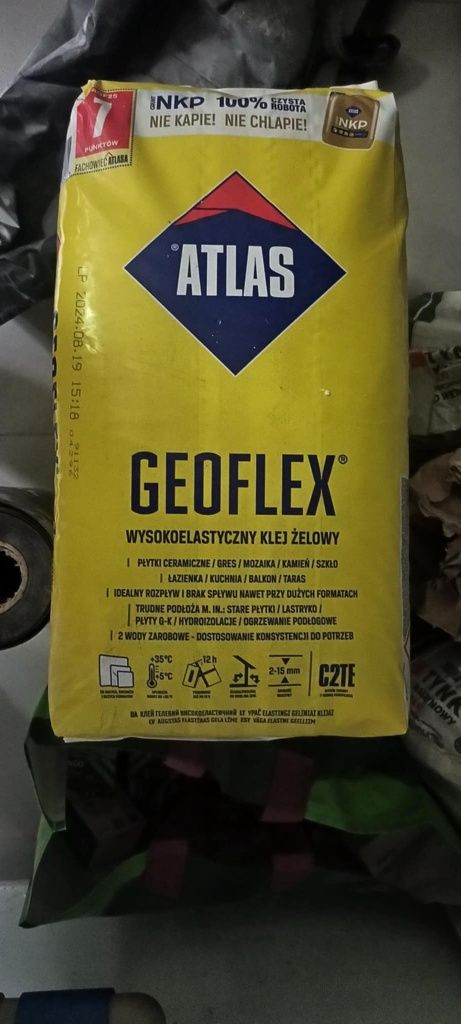 NKP 100% CZYSTA ROBOTA
NIE KAPIE! NIE CHLAPIE!
NKP
7
PUNKTÓW
FACHOWIEC ATLASA
® ATLAS
LP 2024.08.19 15:18
GEOFLEX®
WYSOKOELASTYCZNY KLEJ ŻELOWY
PŁYTKI CERAMICZNE / GRES / MOZAIKA / KAMIEŃ / SZKŁO
ŁAZIENKA / KUCHNIA / BALKON / TARAS
IDEALNY ROZPŁYW I BRAK SPŁYWU NAWET PRZY DUŻYCH FORMATACH
TRUDNE PODŁOŻA M. IN.: STARE PŁYTKI / LASTRYKO /
PŁYTY G-K / HYDROIZOLACJE / OGRZEWANIE PODŁOGOWE
2 WODY ZAROBOWE - DOSTOSOWANIE KONSYSTENCJI DO POTRZEB
+35°C
+5°C
12 h
2-15 mm
C2TE